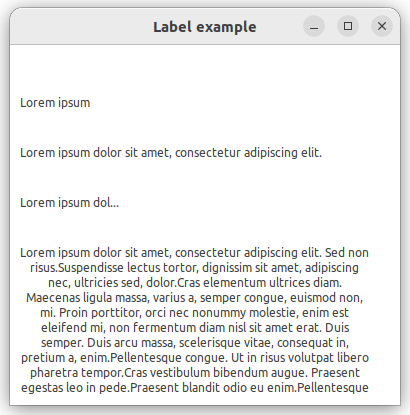 Label example
Lorem ipsum
Lorem ipsum dolor sit amet, consectetur adipiscing elit.
Lorem ipsum dol...
Lorem ipsum dolor sit amet, consectetur adipiscing elit. Sed non
risus.Suspendisse lectus tortor, dignissim sit amet, adipiscing
nec, ultricies sed, dolor.Cras elementum ultrices diam.
Maecenas ligula massa, varius a, semper congue, euismod non,
mi. Proin porttitor, orci nec nonummy molestie, enim est
eleifend mi, non fermentum diam nisl sit amet erat. Duis
semper. Duis arcu massa, scelerisque vitae, consequat in,
pretium a, enim.Pellentesque congue. Ut in risus volutpat libero
pharetra tempor.Cras vestibulum bibendum augue. Praesent
egestas leo in pede.Praesent blandit odio eu enim.Pellentesque